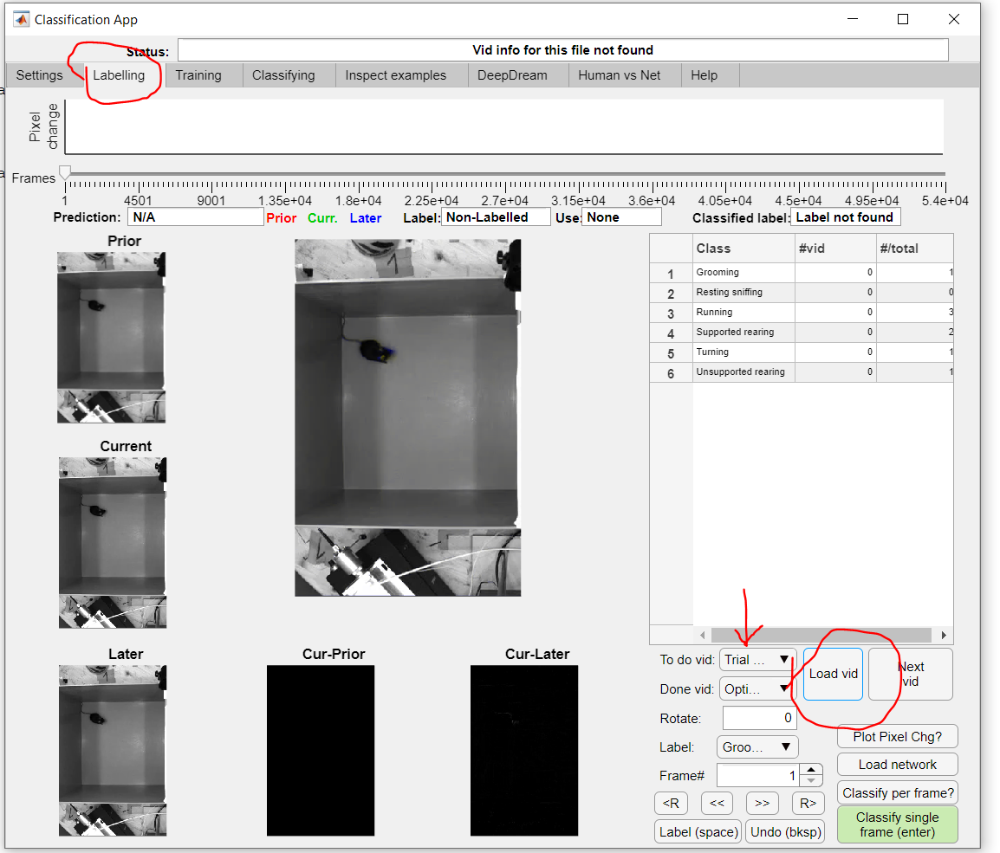 Classification App
Status: Vid info for this file not found
Settings Labelling Training Classifying Inspect examples DeepDream Human vs Net Help
Pixel
change
Frames
1 4501 9001 1.35e+04 1.8e+04 2.25e+04 2.7e+04 3.15e+04 3.6e+04 4.05e+04 4.5e+04 4.95e+04 5.4e+04
Prediction: N/A Prior Curr. Later Label: Non-Labelled Use: None Classified label: Label not found
Prior
Current
Later
Cur-Prior
Cur-Later
Class #vid #/total
1 Grooming 0 1
2 Resting sniffing 0 0
3 Running 0 3
4 Supported rearing 0 2
5 Turning 0 1
6 Unsupported rearing 0 1
To do vid: Trial ... Load vid Next
vid
Done vid: Opti...
Rotate: 0
Plot Pixel Chg?
Label: Groo...
Load network
Frame# 1
Classify per frame?
<R << >> R>
Classify single
frame (enter)
Label (space) Undo (bksp)